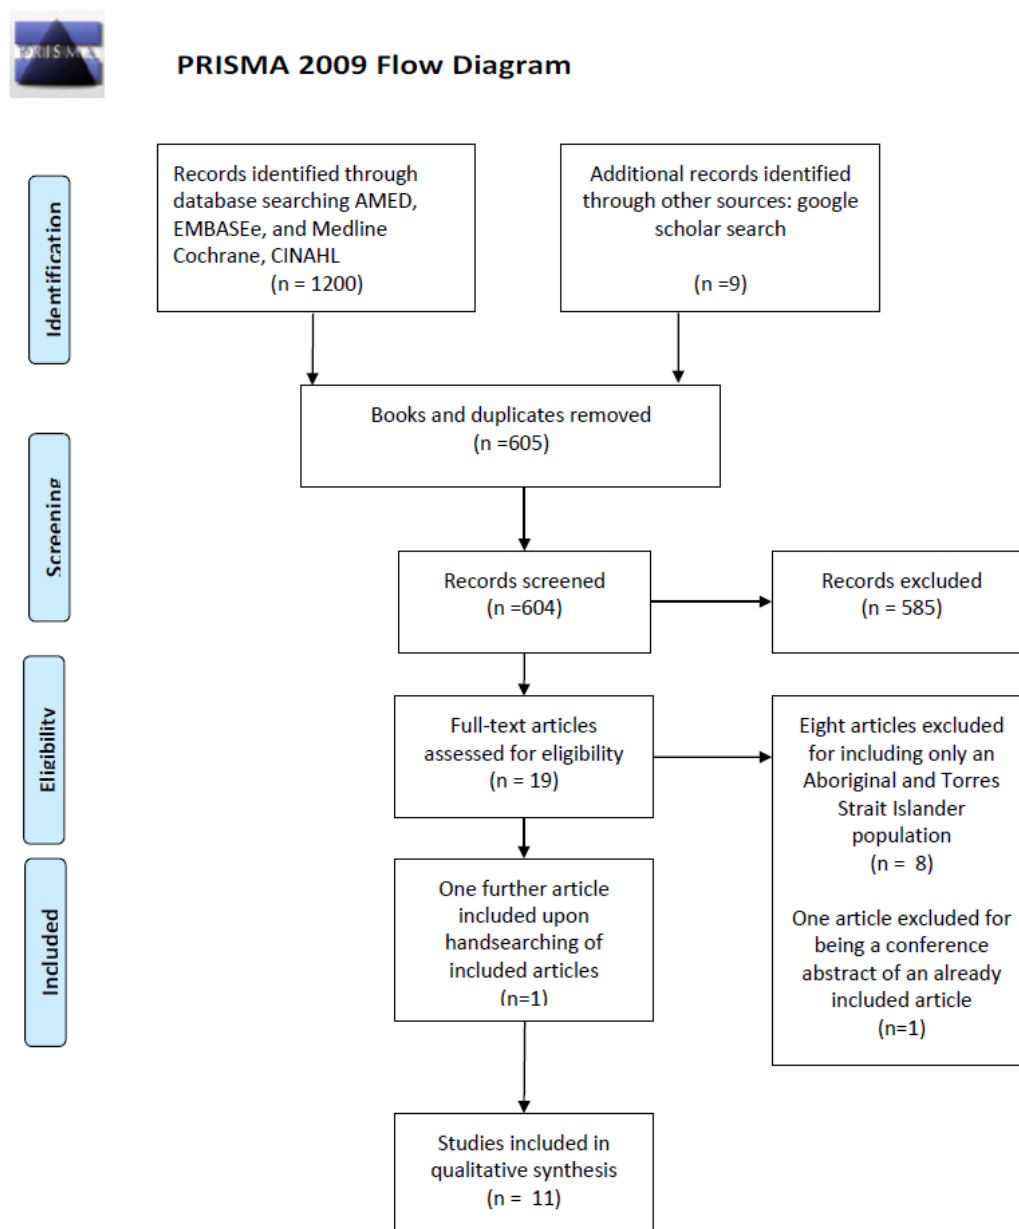 PRISMA
PRISMA 2009 Flow Diagram
Identification
Records identified through
database searching AMED,
EMBASEe, and Medline
Cochrane, CINAHL
(n = 1200)
Additional records identified
through other sources: google
scholar search
(n =9)
Books and duplicates removed
(n =605)
Screening
Records screened
(n =604)
Records excluded
(n = 585)
Eligibility
Full-text articles
assessed for eligibility
(n = 19)
Eight articles excluded
for including only an
Aboriginal and Torres
Strait Islander
population
(n = 8)
One article excluded for
being a conference
abstract of an already
included article
(n=1)
Included
One further article
included upon
handsearching of
included articles
(n=1)
Studies included in
qualitative synthesis
(n = 11)